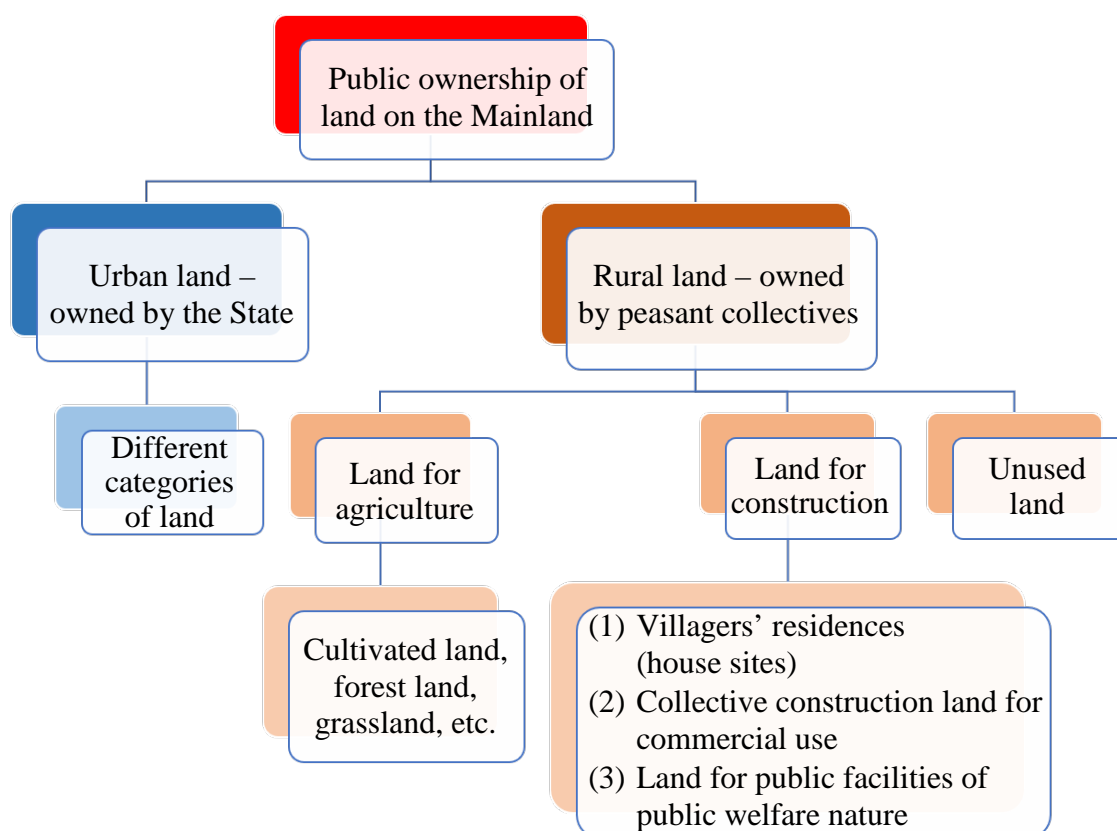 Public ownership of
land on the Mainland
Urban land –
owned by the State
Rural land – owned
by peasant collectives
Different
categories
of land
Land for
agriculture
Land for
construction
Unused
land
Cultivated land,
forest land,
grassland, etc.
(1) Villagers’ residences
(house sites)
(2) Collective construction land for
commercial use
(3) Land for public facilities of
public welfare nature